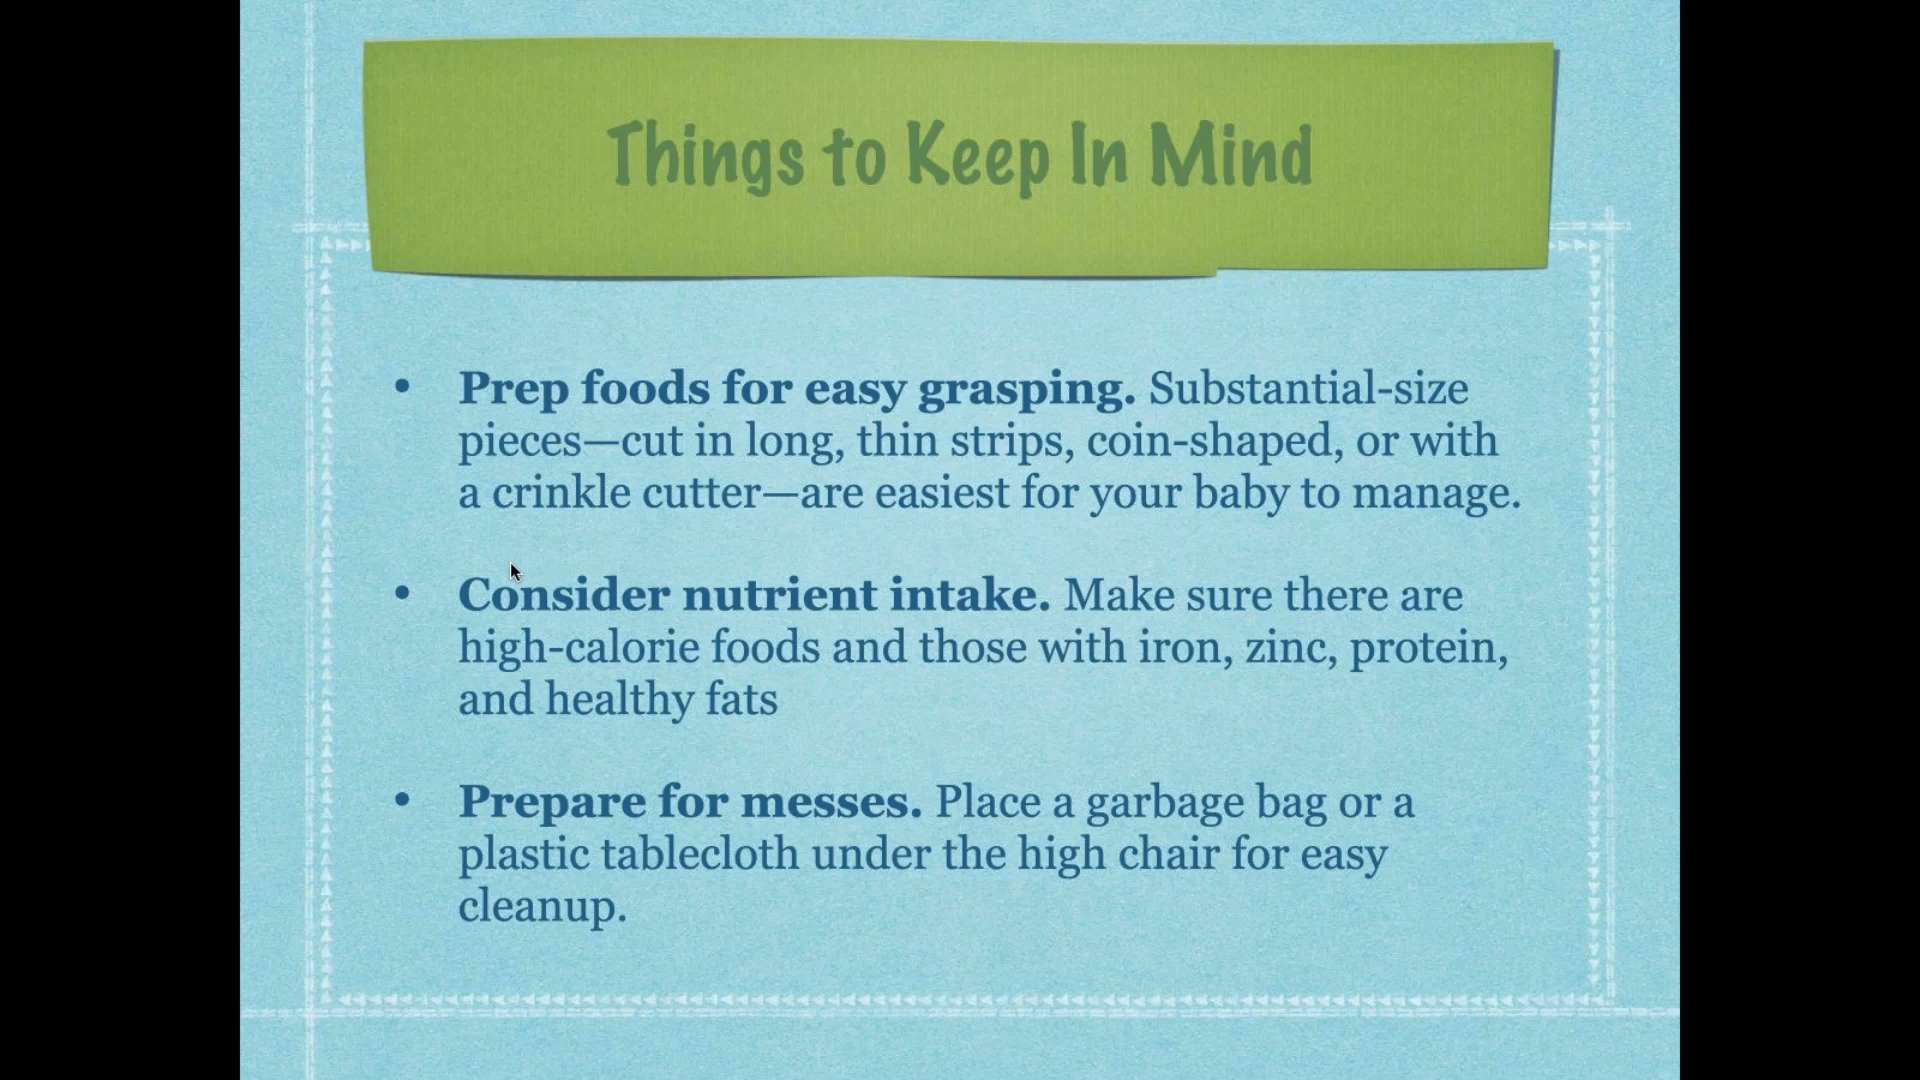 Things to Keep In Mind
• Prep foods for easy grasping. Substantial-size
pieces—cut in long, thin strips, coin-shaped, or with
a crinkle cutter—are easiest for your baby to manage.
• Consider nutrient intake. Make sure there are
high-calorie foods and those with iron, zinc, protein,
and healthy fats
• Prepare for messes. Place a garbage bag or a
plastic tablecloth under the high chair for easy
cleanup.